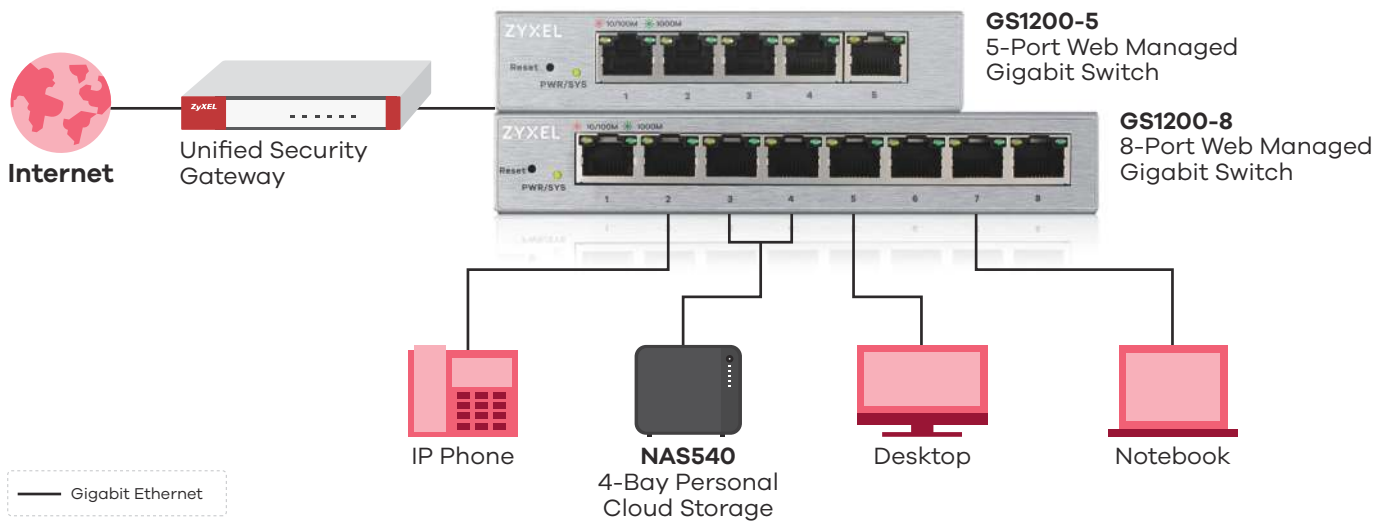 GS1200-5
5-Port Web Managed
Gigabit Switch
ZYXEL
10/100M 1000M
Reset
PWR/SYS
1 2 3 4 5
GS1200-8
8-Port Web Managed
Gigabit Switch
ZYXEL
10/100M 1000M
Reset
PWR/SYS
1 2 3 4 5 6 7 8
Internet
ZyXEL
Unified Security
Gateway
IP Phone
NAS540
4-Bay Personal
Cloud Storage
Desktop
Notebook
Gigabit Ethernet